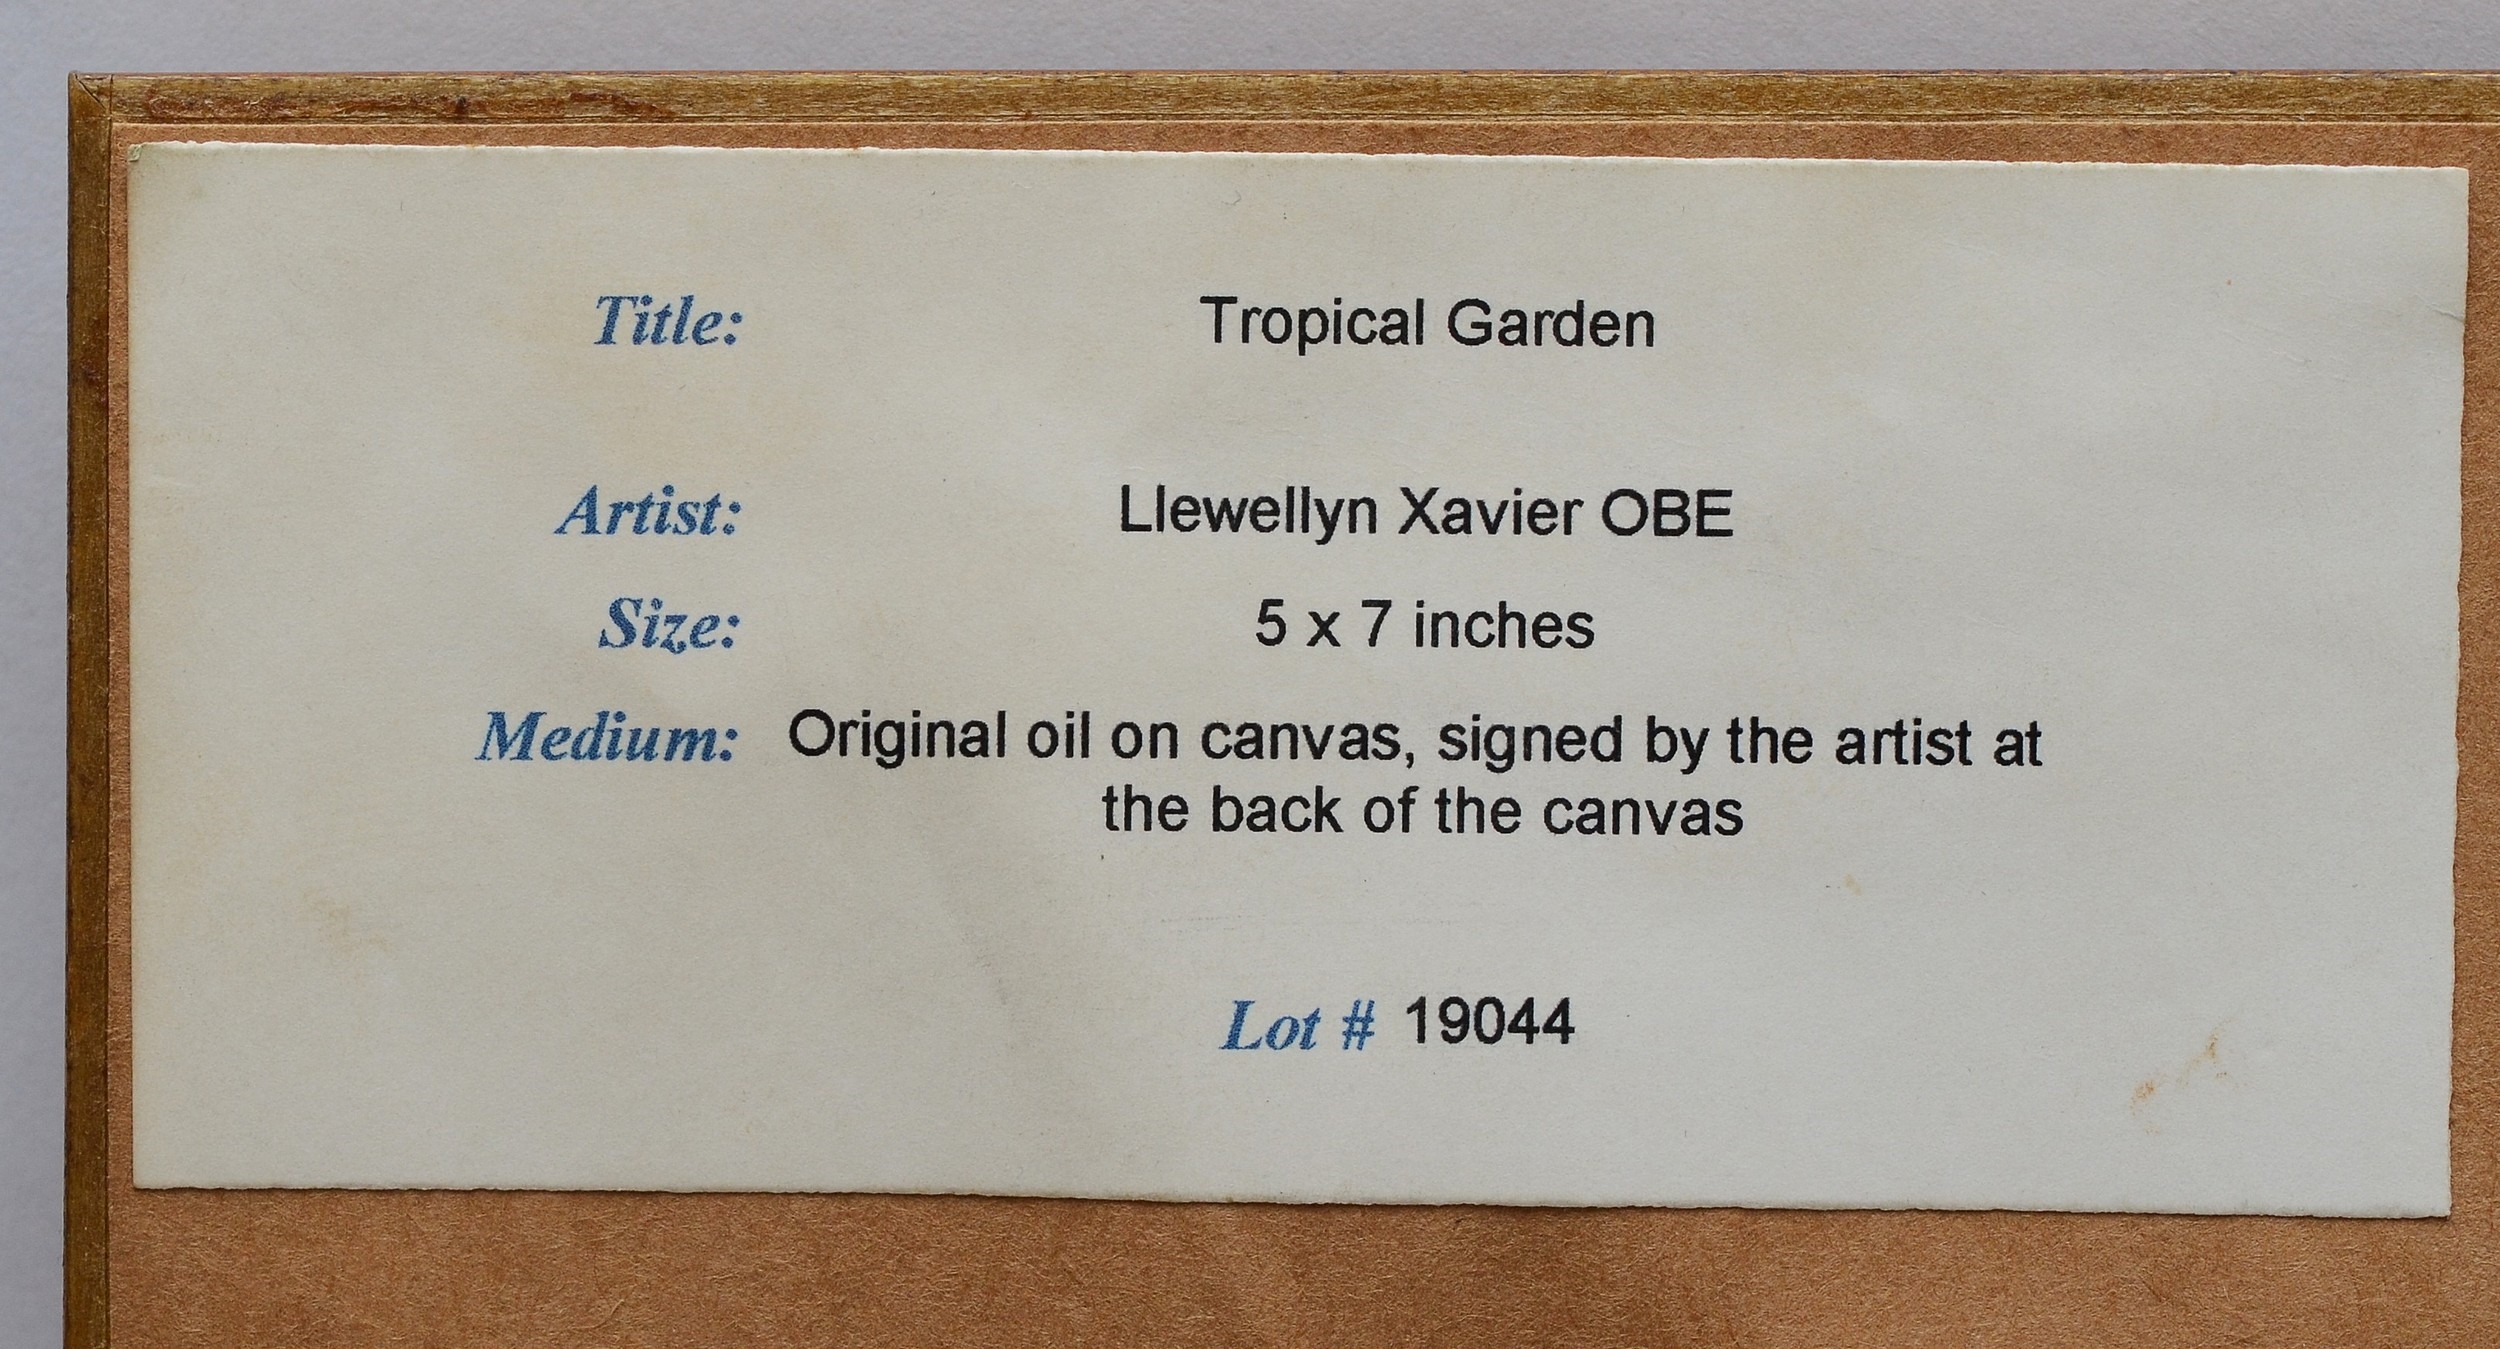 Title: Tropical Garden
Artist: Llewellyn Xavier OBE
Size: 5 x 7 inches
Medium: Original oil on canvas, signed by the artist at
the back of the canvas
Lot # 19044